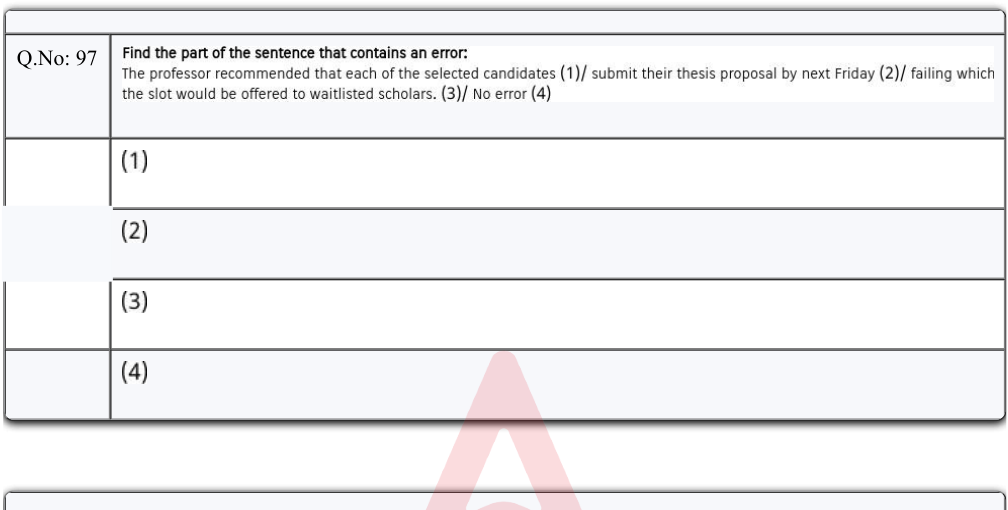 Q.No: 97
Find the part of the sentence that contains an error:
The professor recommended that each of the selected candidates (1)/ submit their thesis proposal by next Friday (2)/ failing which
the slot would be offered to waitlisted scholars. (3)/ No error (4)
(1)
(2)
(3)
(4)